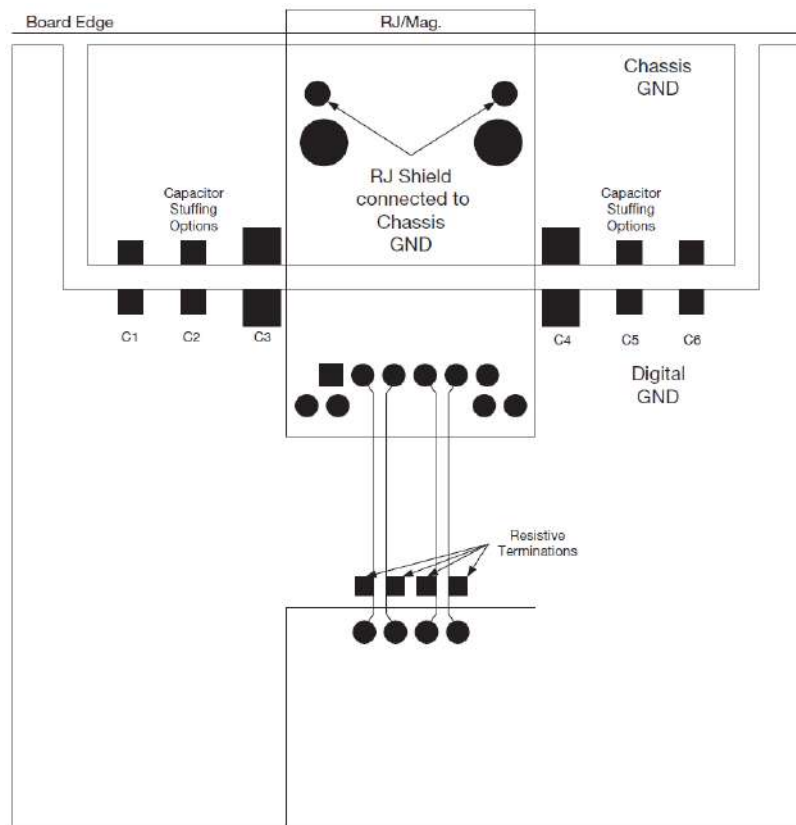 Board Edge
RJ/Mag.
Chassis
GND
RJ Shield
connected to
Chassis
GND
Capacitor
Stuffing
Options
Capacitor
Stuffing
Options
C1
C2
C3
C4
C5
C6
Digital
GND
Resistive
Terminations